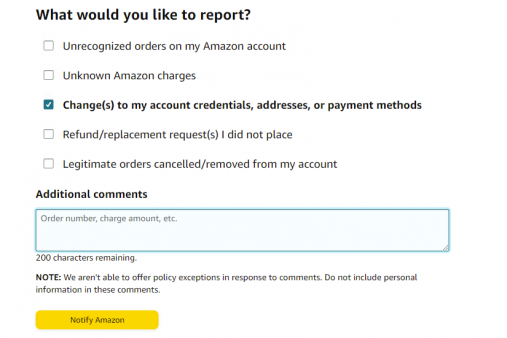 What would you like to report?
Unrecognized orders on my Amazon account
Unknown Amazon charges
Change(s) to my account credentials, addresses, or payment methods
Refund/replacement request(s) I did not place
Legitimate orders cancelled/removed from my account
Additional comments
Order number, charge amount, etc.
200 characters remaining.
NOTE: We aren't able to offer policy exceptions in response to comments. Do not include personal
information in these comments.
Notify Amazon